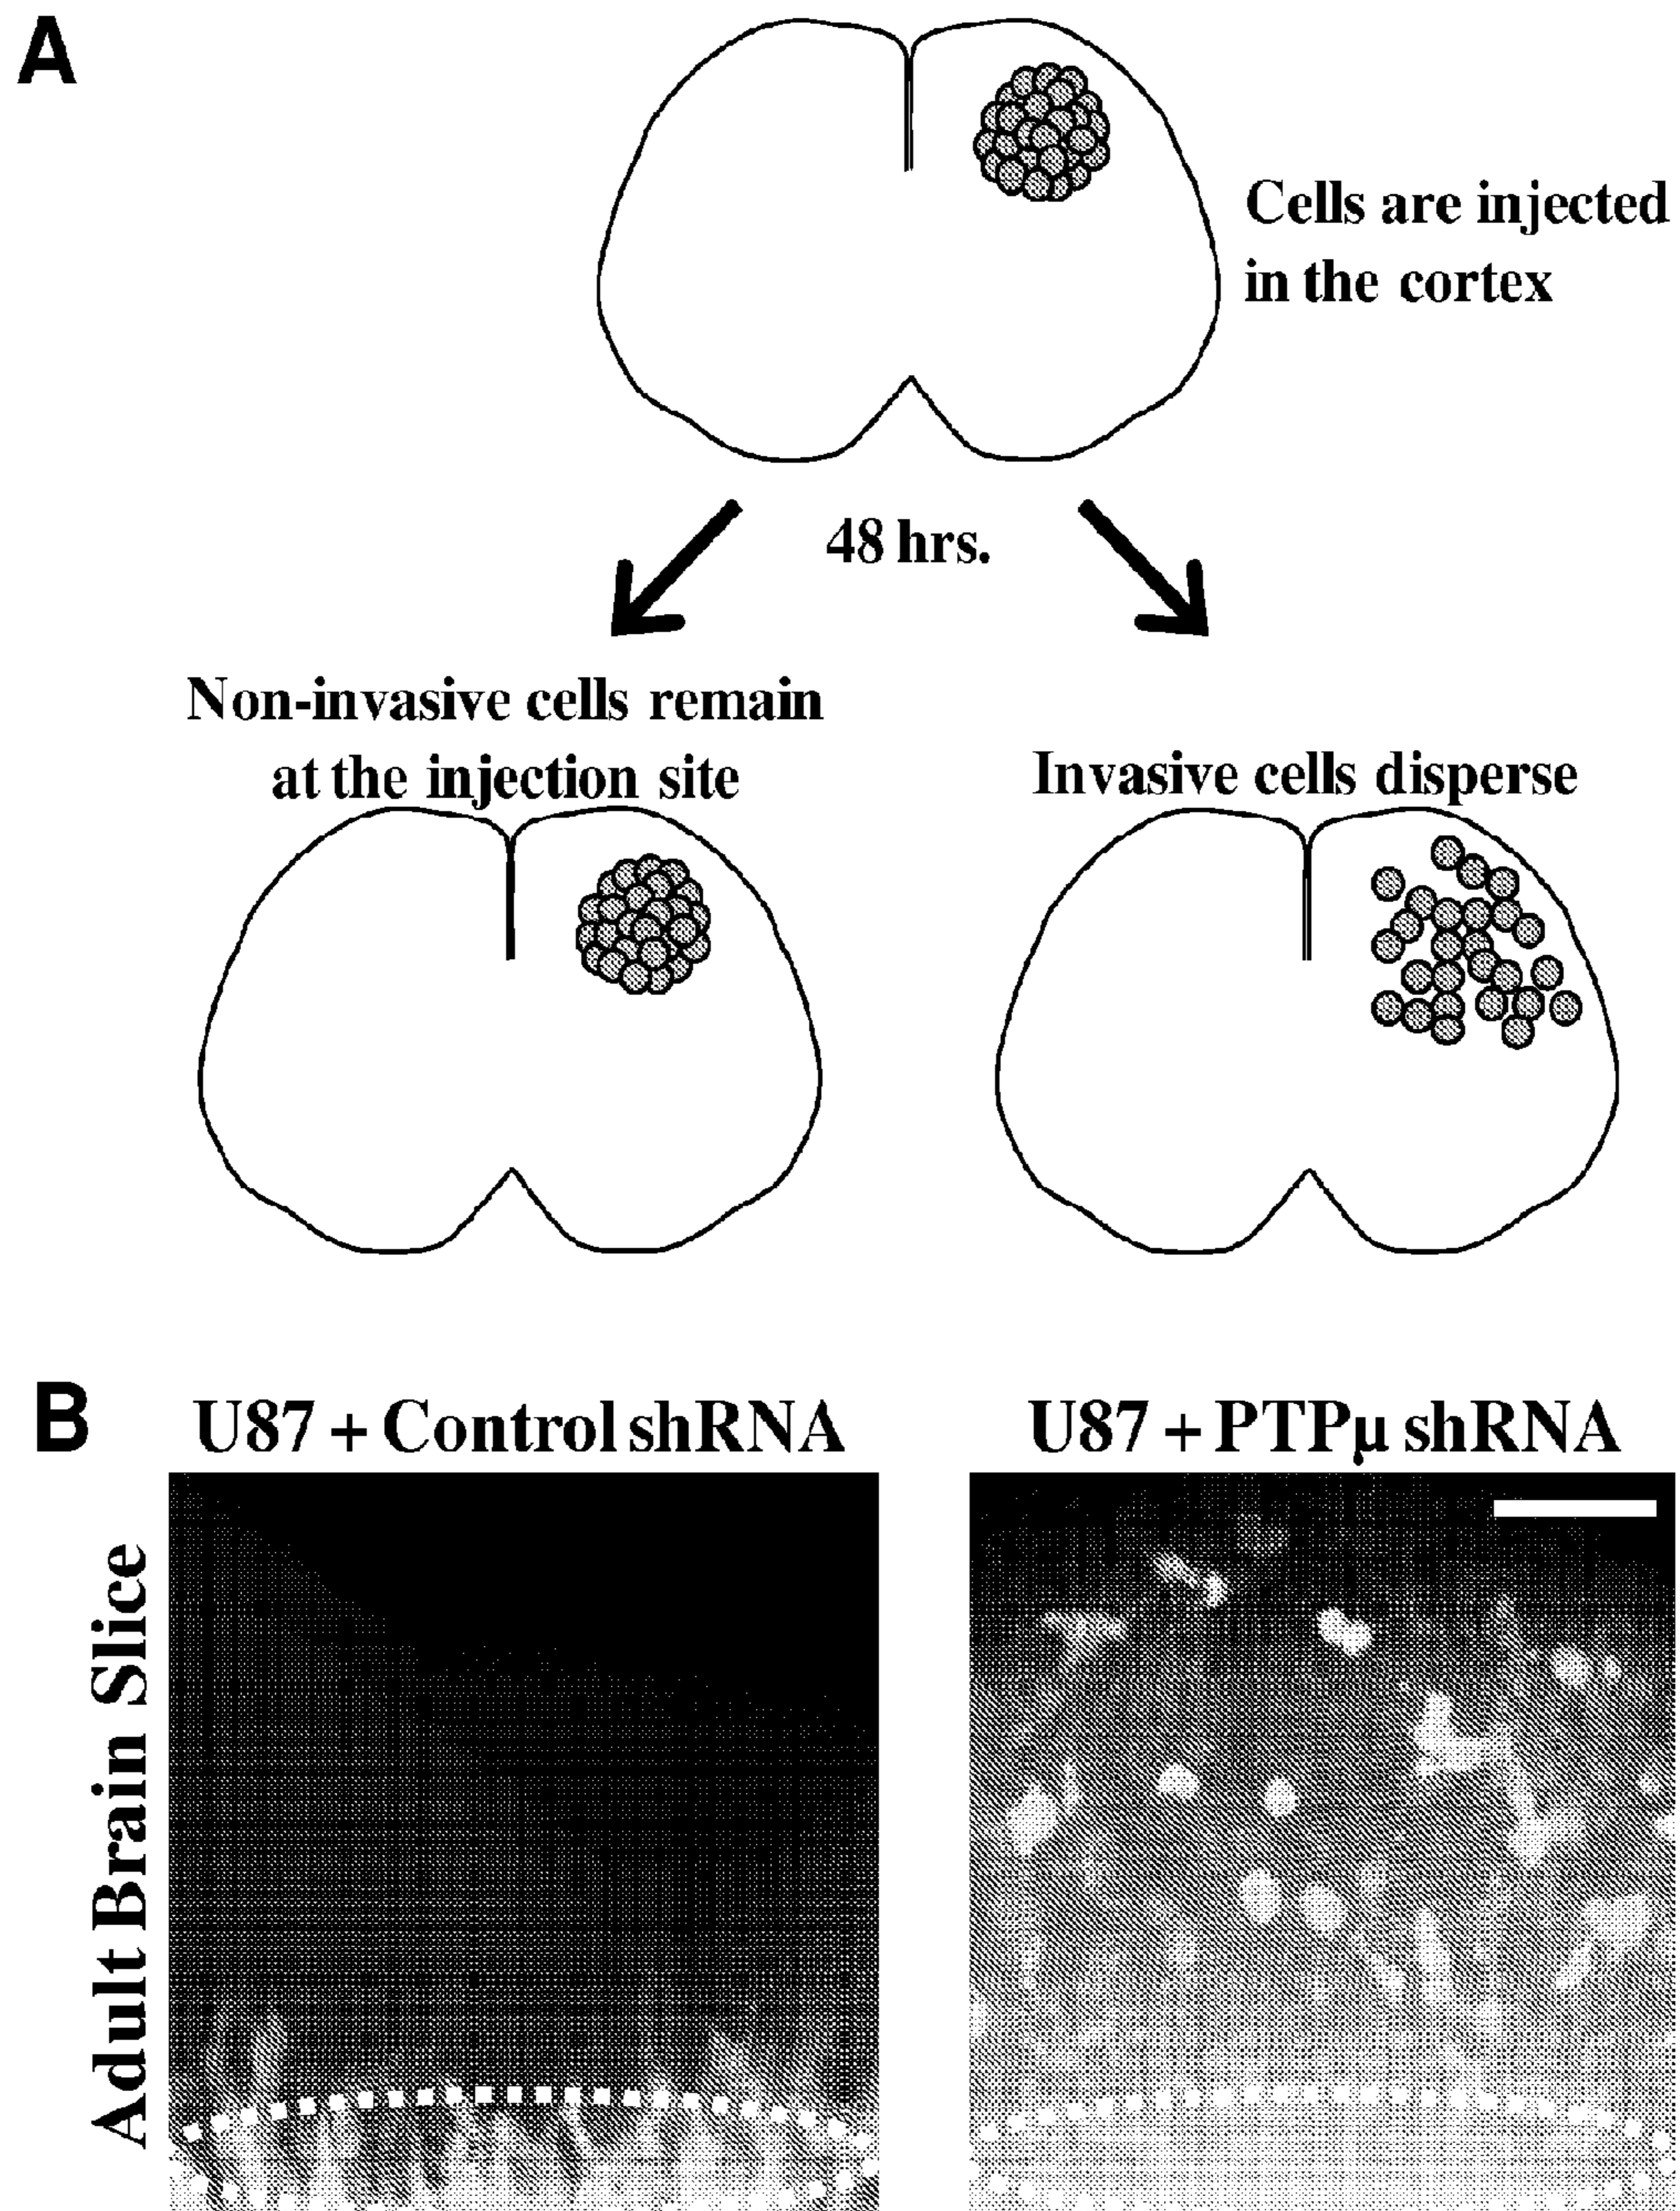 A
Cells are injected
in the cortex
48 hrs.
Non-invasive cells remain
at the injection site
Invasive cells disperse
B
U87 + Control shRNA
U87 + PTPμ shRNA
Adult Brain Slice